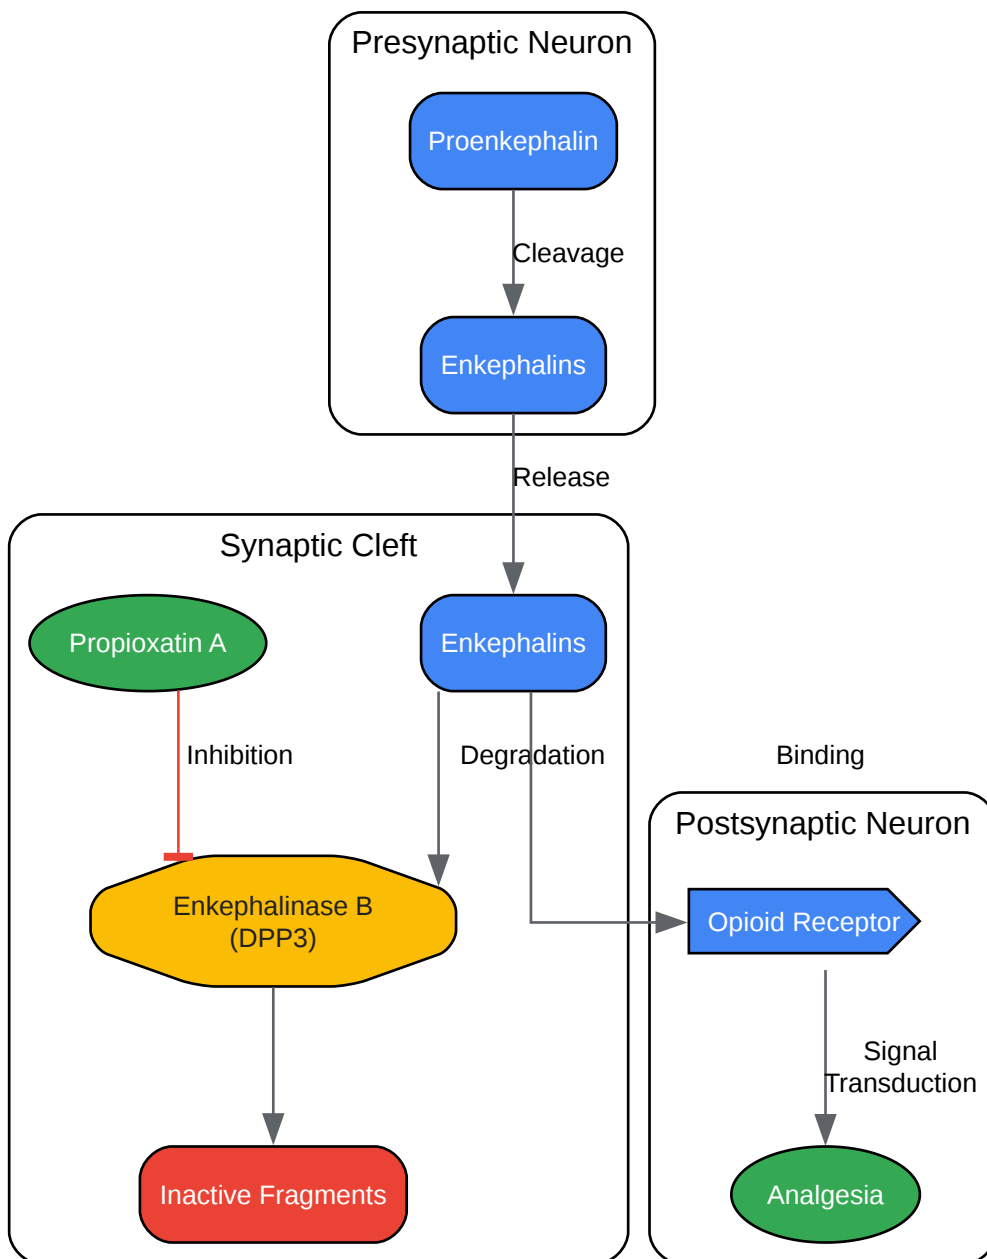 Presynaptic Neuron
Proenkephalin
Cleavage
Enkephalins
Release
Synaptic Cleft
Propioxatin A
Enkephalins
Inhibition
Degradation
Binding
Postsynaptic Neuron
Enkephalinase B
(DPP3)
Opioid Receptor
Signal
Transduction
Inactive Fragments
Analgesia